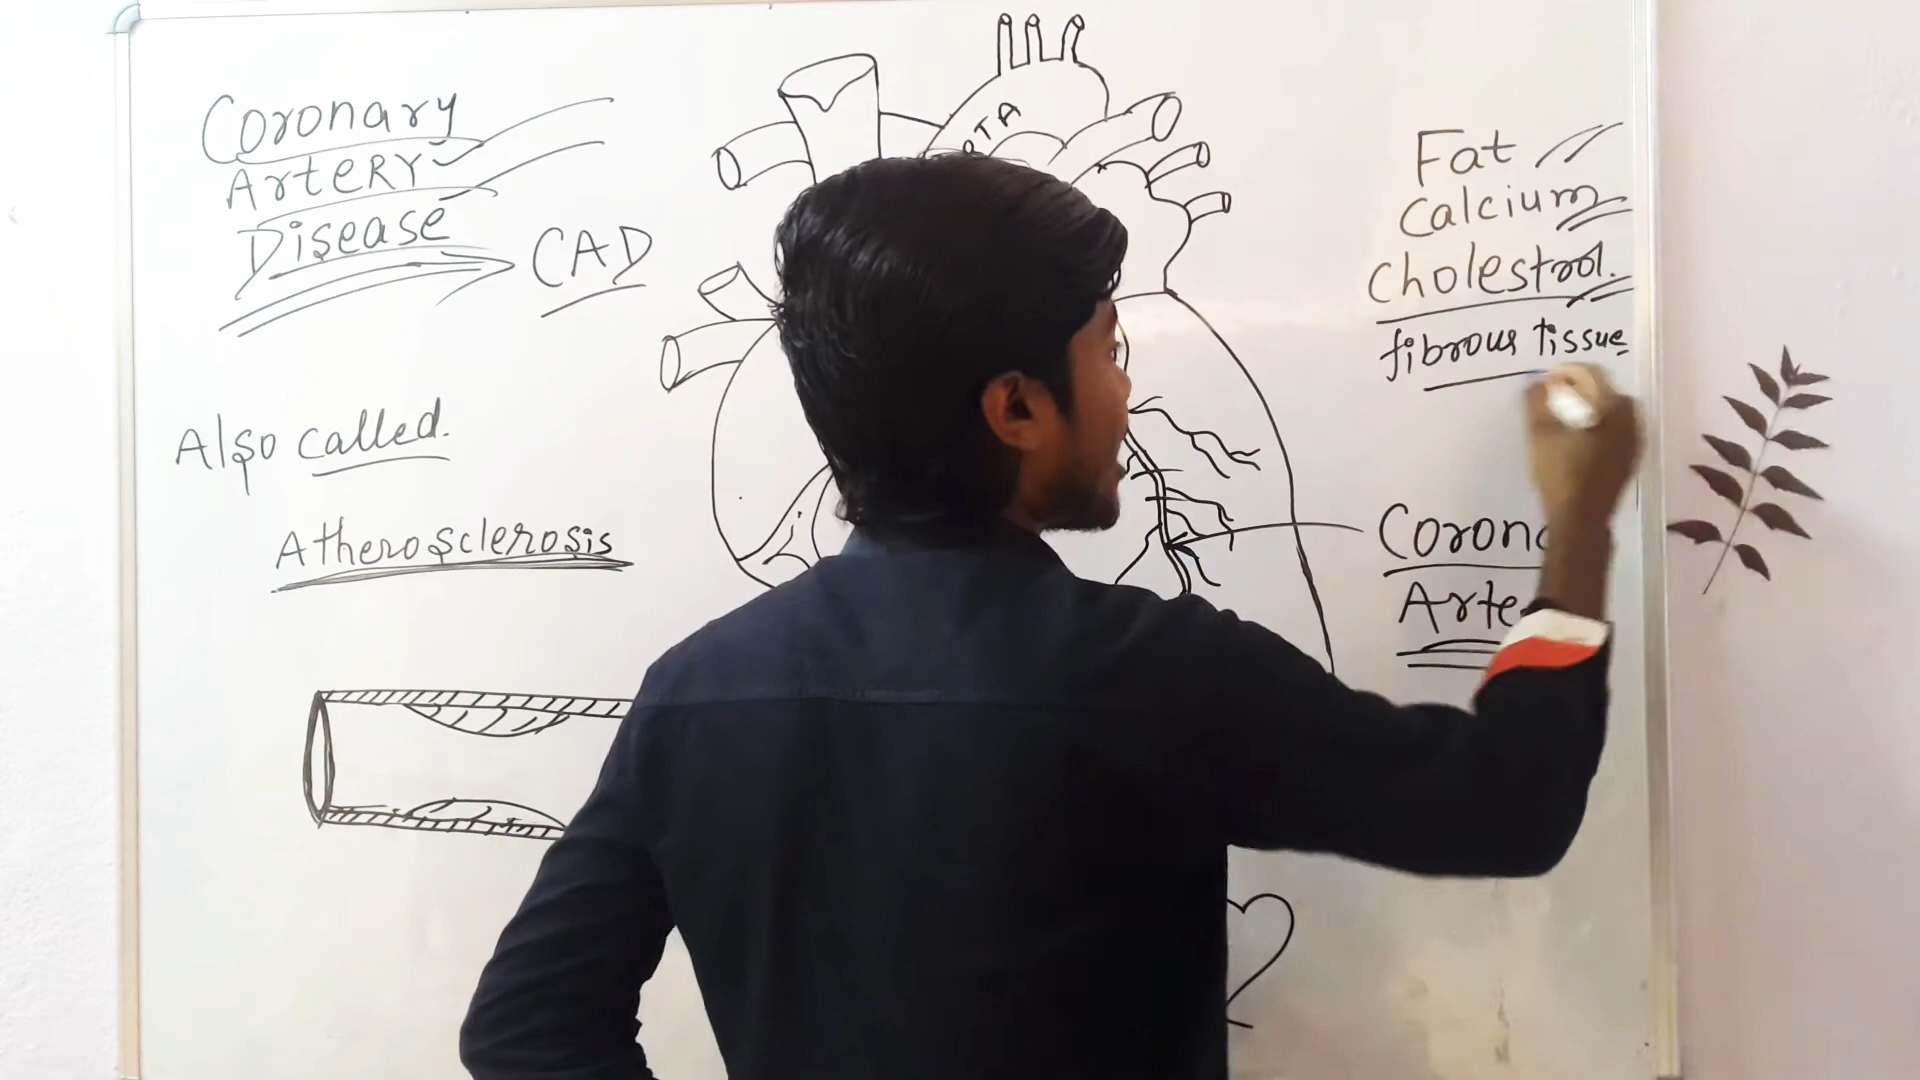 Coronary
ArtERY
Disease
CAD
Also called.
Atherosclerosis
Fat
Calcium
Cholestrol.
fibrous tissue